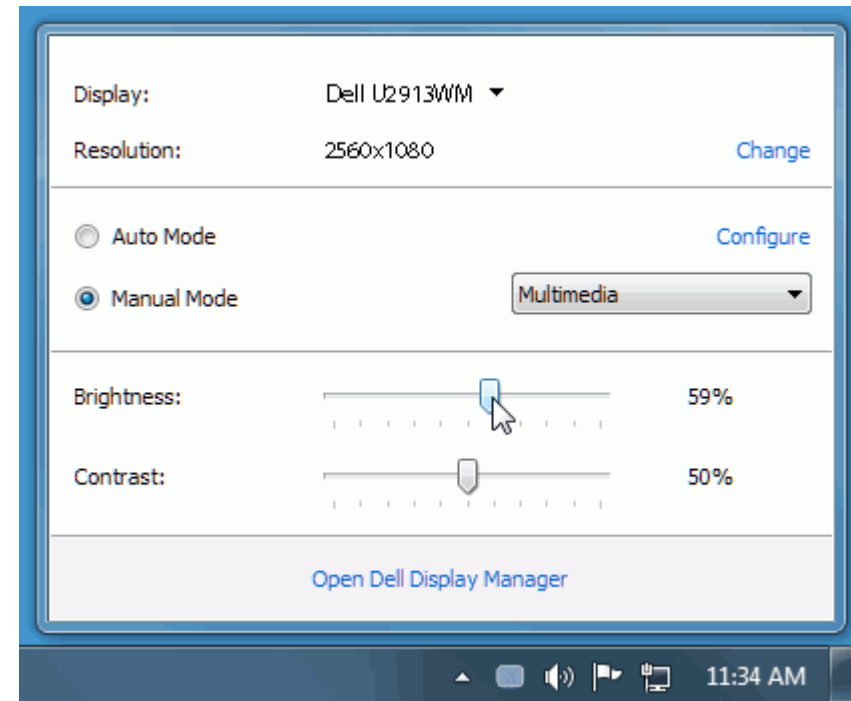 Display: Dell U2913WM
Resolution: 2560x1080 Change
Auto Mode Configure
Manual Mode Multimedia
Brightness: 59%
Contrast: 50%
Open Dell Display Manager
11:34 AM